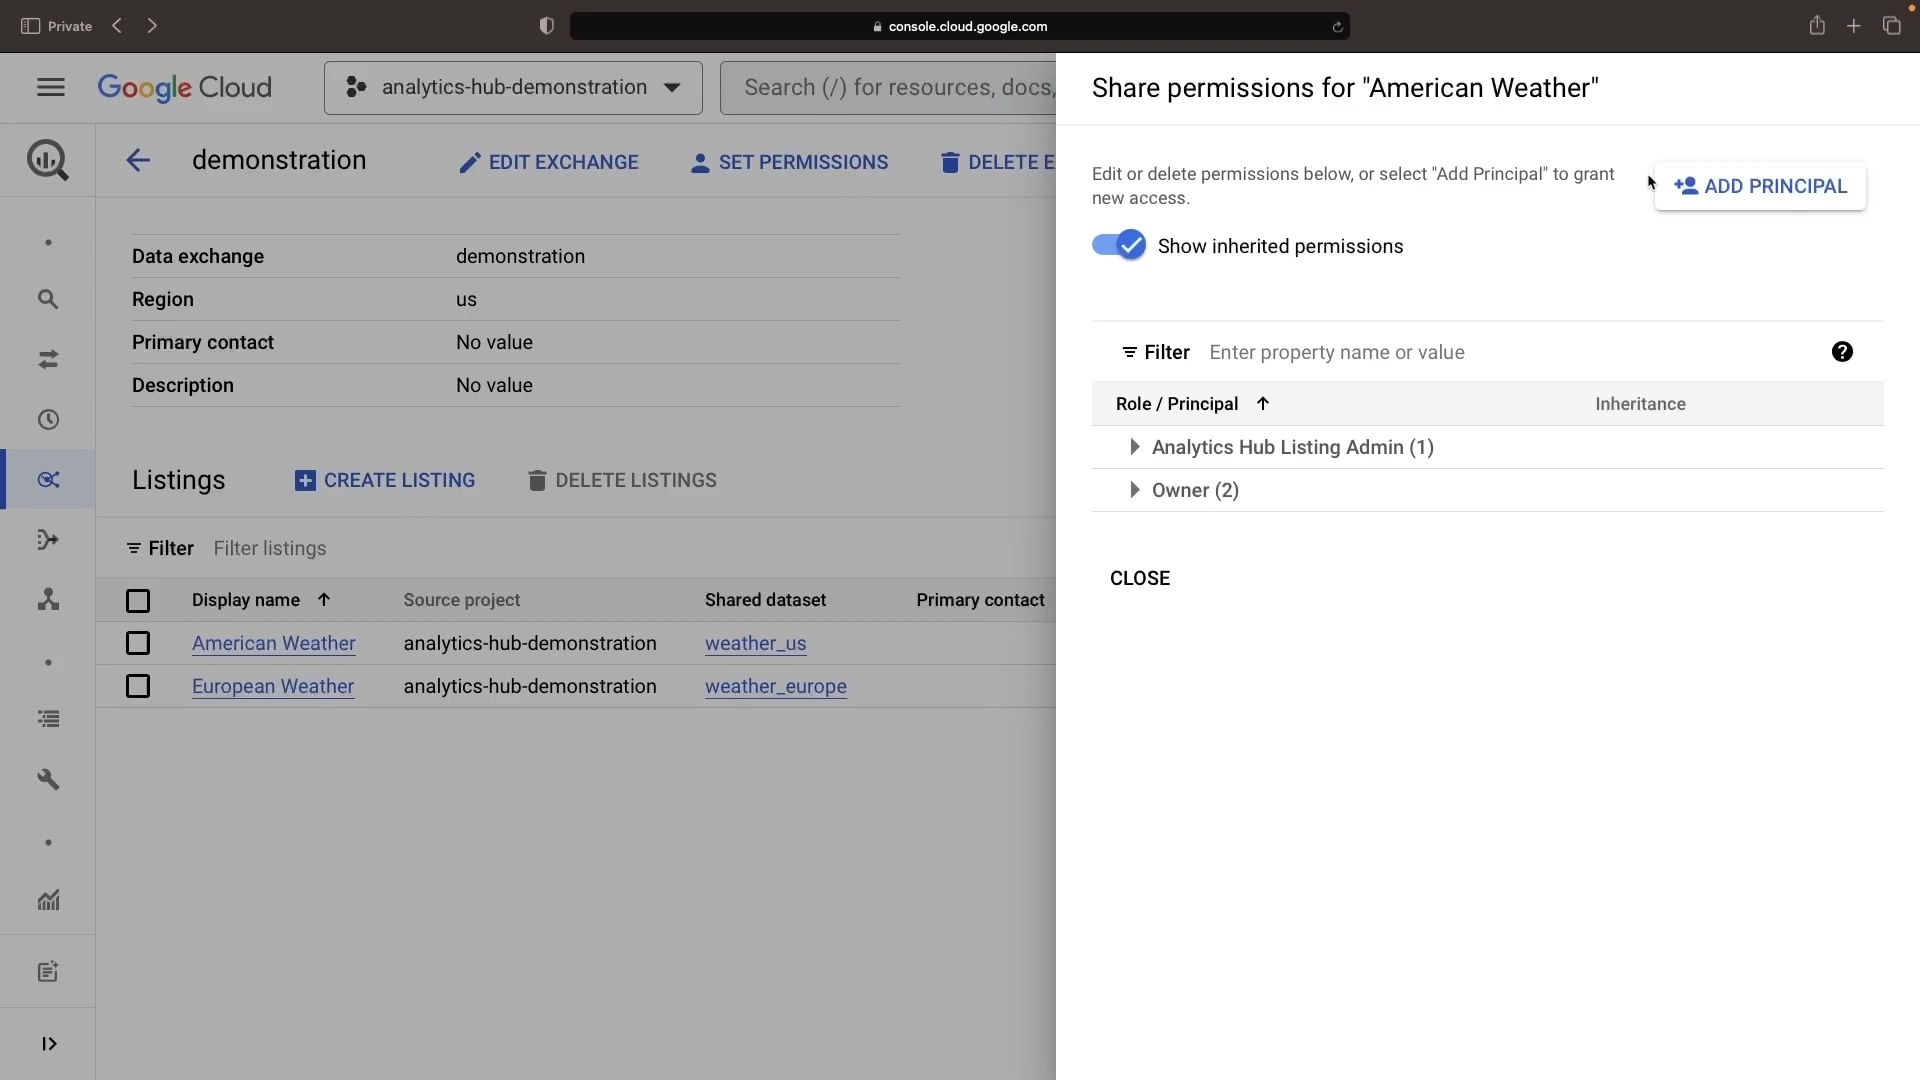 Private
console.cloud.google.com
Google Cloud
analytics-hub-demonstration
Search (/) for resources, docs,
demonstration
EDIT EXCHANGE
SET PERMISSIONS
DELETE E
Data exchange demonstration
Region us
Primary contact No value
Description No value
Listings
CREATE LISTING
DELETE LISTINGS
Filter Filter listings
Display name Source project Shared dataset Primary contact
American Weather analytics-hub-demonstration weather_us
European Weather analytics-hub-demonstration weather_europe
Share permissions for "American Weather"
Edit or delete permissions below, or select "Add Principal" to grant
new access.
ADD PRINCIPAL
Show inherited permissions
Filter Enter property name or value
Role / Principal Inheritance
Analytics Hub Listing Admin (1)
Owner (2)
CLOSE